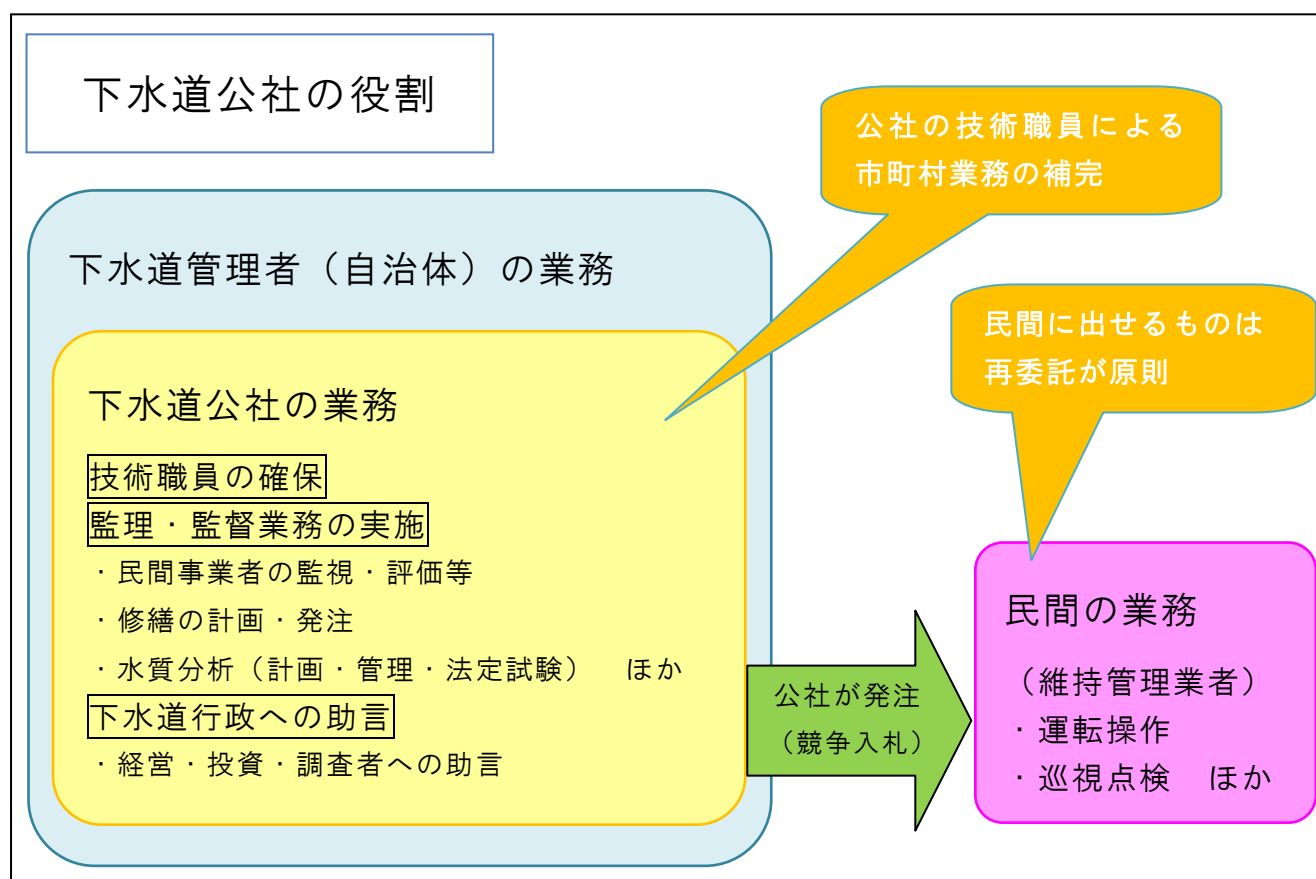 下水道公社の役割
公社の技術職員による
市町村業務の補完
下水道管理者（自治体）の業務
民間に出せるものは
再委託が原則
下水道公社の業務
技術職員の確保
監理・監督業務の実施
・民間事業者の監視・評価等
・修繕の計画・発注
・水質分析（計画・管理・法定試験）　ほか
下水道行政への助言
・経営・投資・調査者への助言
公社が発注
（競争入札）
民間の業務
（維持管理業者）
・運転操作
・巡視点検　ほか